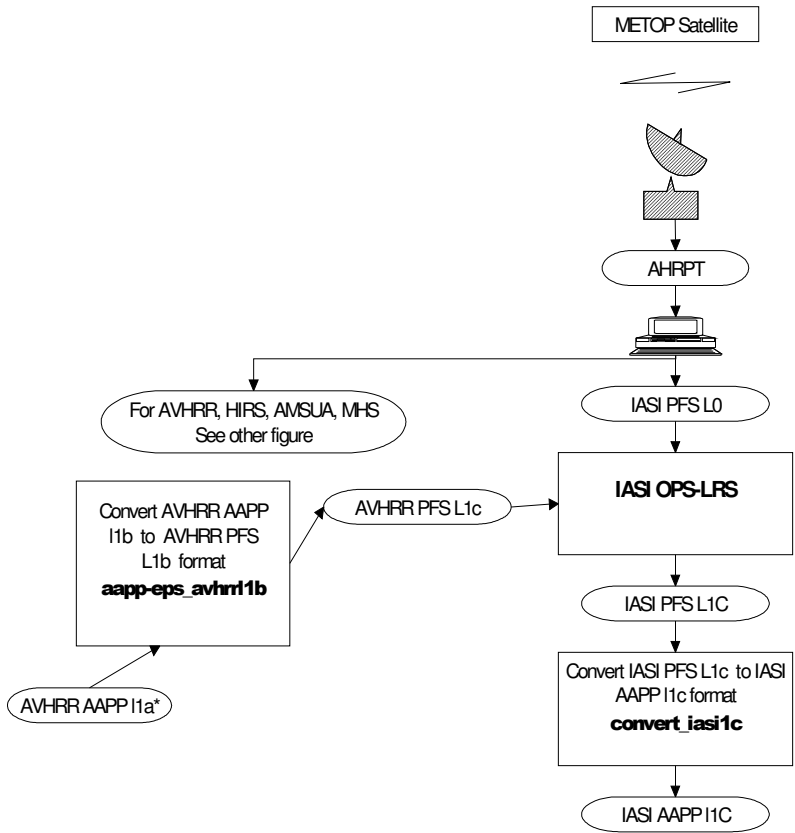 METOP Satellite
AHRPT
For AVHRR, HIRS, AMSUA, MHS
See other figure
IASI PFS L0
IASI OPS-LRS
AVHRR PFS L1c
Convert AVHRR AAPP
l1b to AVHRR PFS
L1b format
aapp-eps_avhrrl1b
IASI PFS L1C
AVHRR AAPP l1a*
Convert IASI PFS L1c to IASI
AAPP l1c format
convert_iasi1c
IASI AAPP l1C